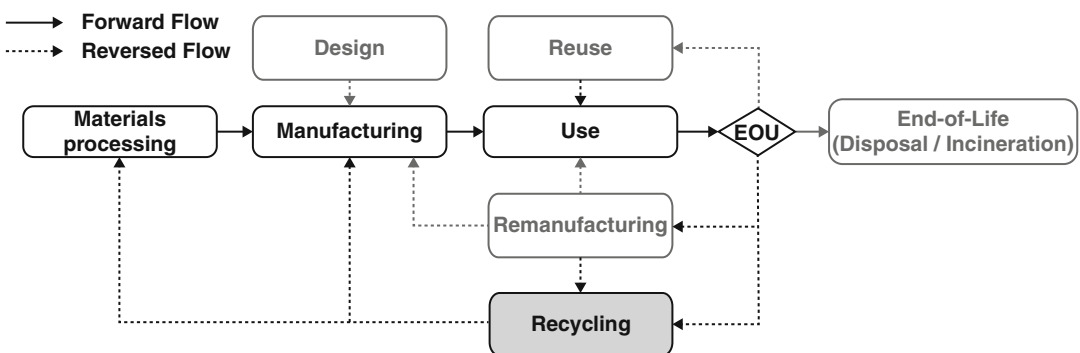 Forward Flow
Reversed Flow
Design
Reuse
Materials
processing
Manufacturing
Use
EOU
End-of-Life
(Disposal / Incineration)
Remanufacturing
Recycling